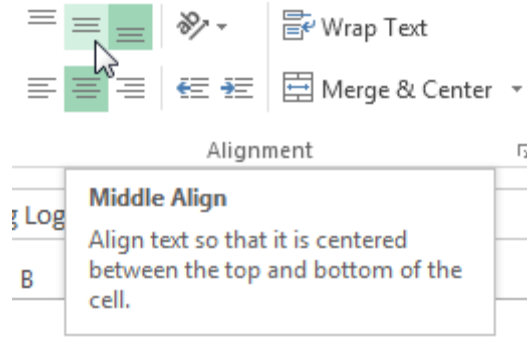 Wrap Text
Merge & Center
Alignment
g Log
Middle Align
Align text so that it is centered
between the top and bottom of the
cell.
B